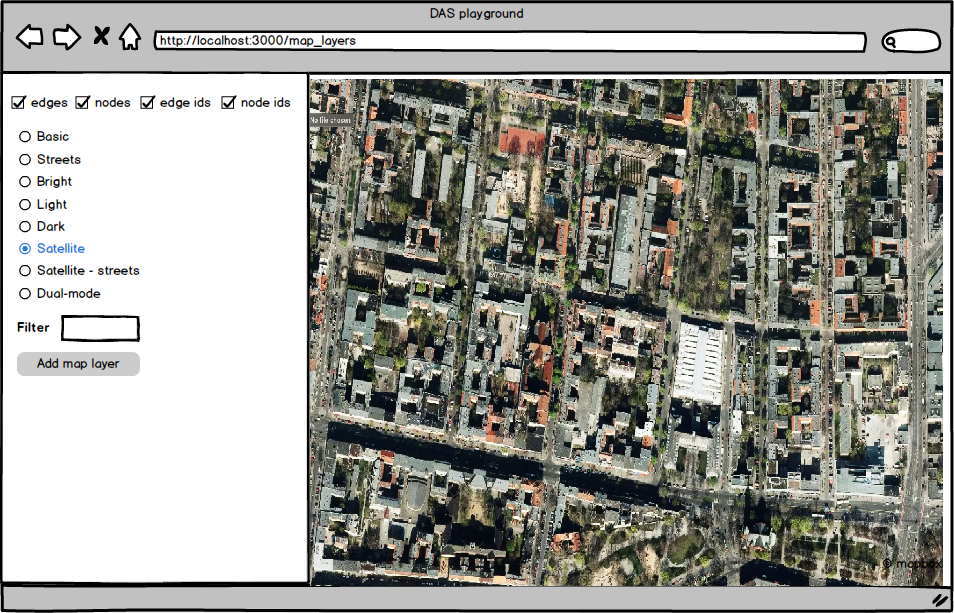 DAS playground
http://localhost:3000/map_layers
edges nodes edge ids node ids
No file chosen
Basic
Streets
Bright
Light
Dark
Satellite
Satellite - streets
Dual-mode
Filter
Add map layer
© mapbox